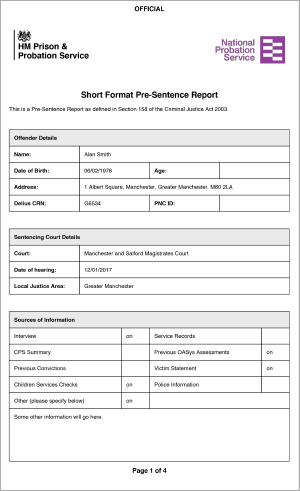 OFFICIAL
HM Prison &
Probation Service
National
Probation
Service
Short Format Pre-Sentence Report
This is a Pre-Sentence Report as defined in Section 158 of the Criminal Justice Act 2003.
Offender Details
Name: Alan Smith
Date of Birth: 06/02/1976 Age:
Address: 1 Albert Square, Manchester, Greater Manchester. M60 2LA
Delius CRN: G6534 PNC ID:
Sentencing Court Details
Court: Manchester and Salford Magistrates Court
Date of hearing: 12/01/2017
Local Justice Area: Greater Manchester
Sources of Information
Interview on Service Records
CPS Summary Previous OASys Assessments on
Previous Convictions Victim Statement on
Children Services Checks on Police Information
Other (please specify below) on
Some other information will go here.
Page 1 of 4